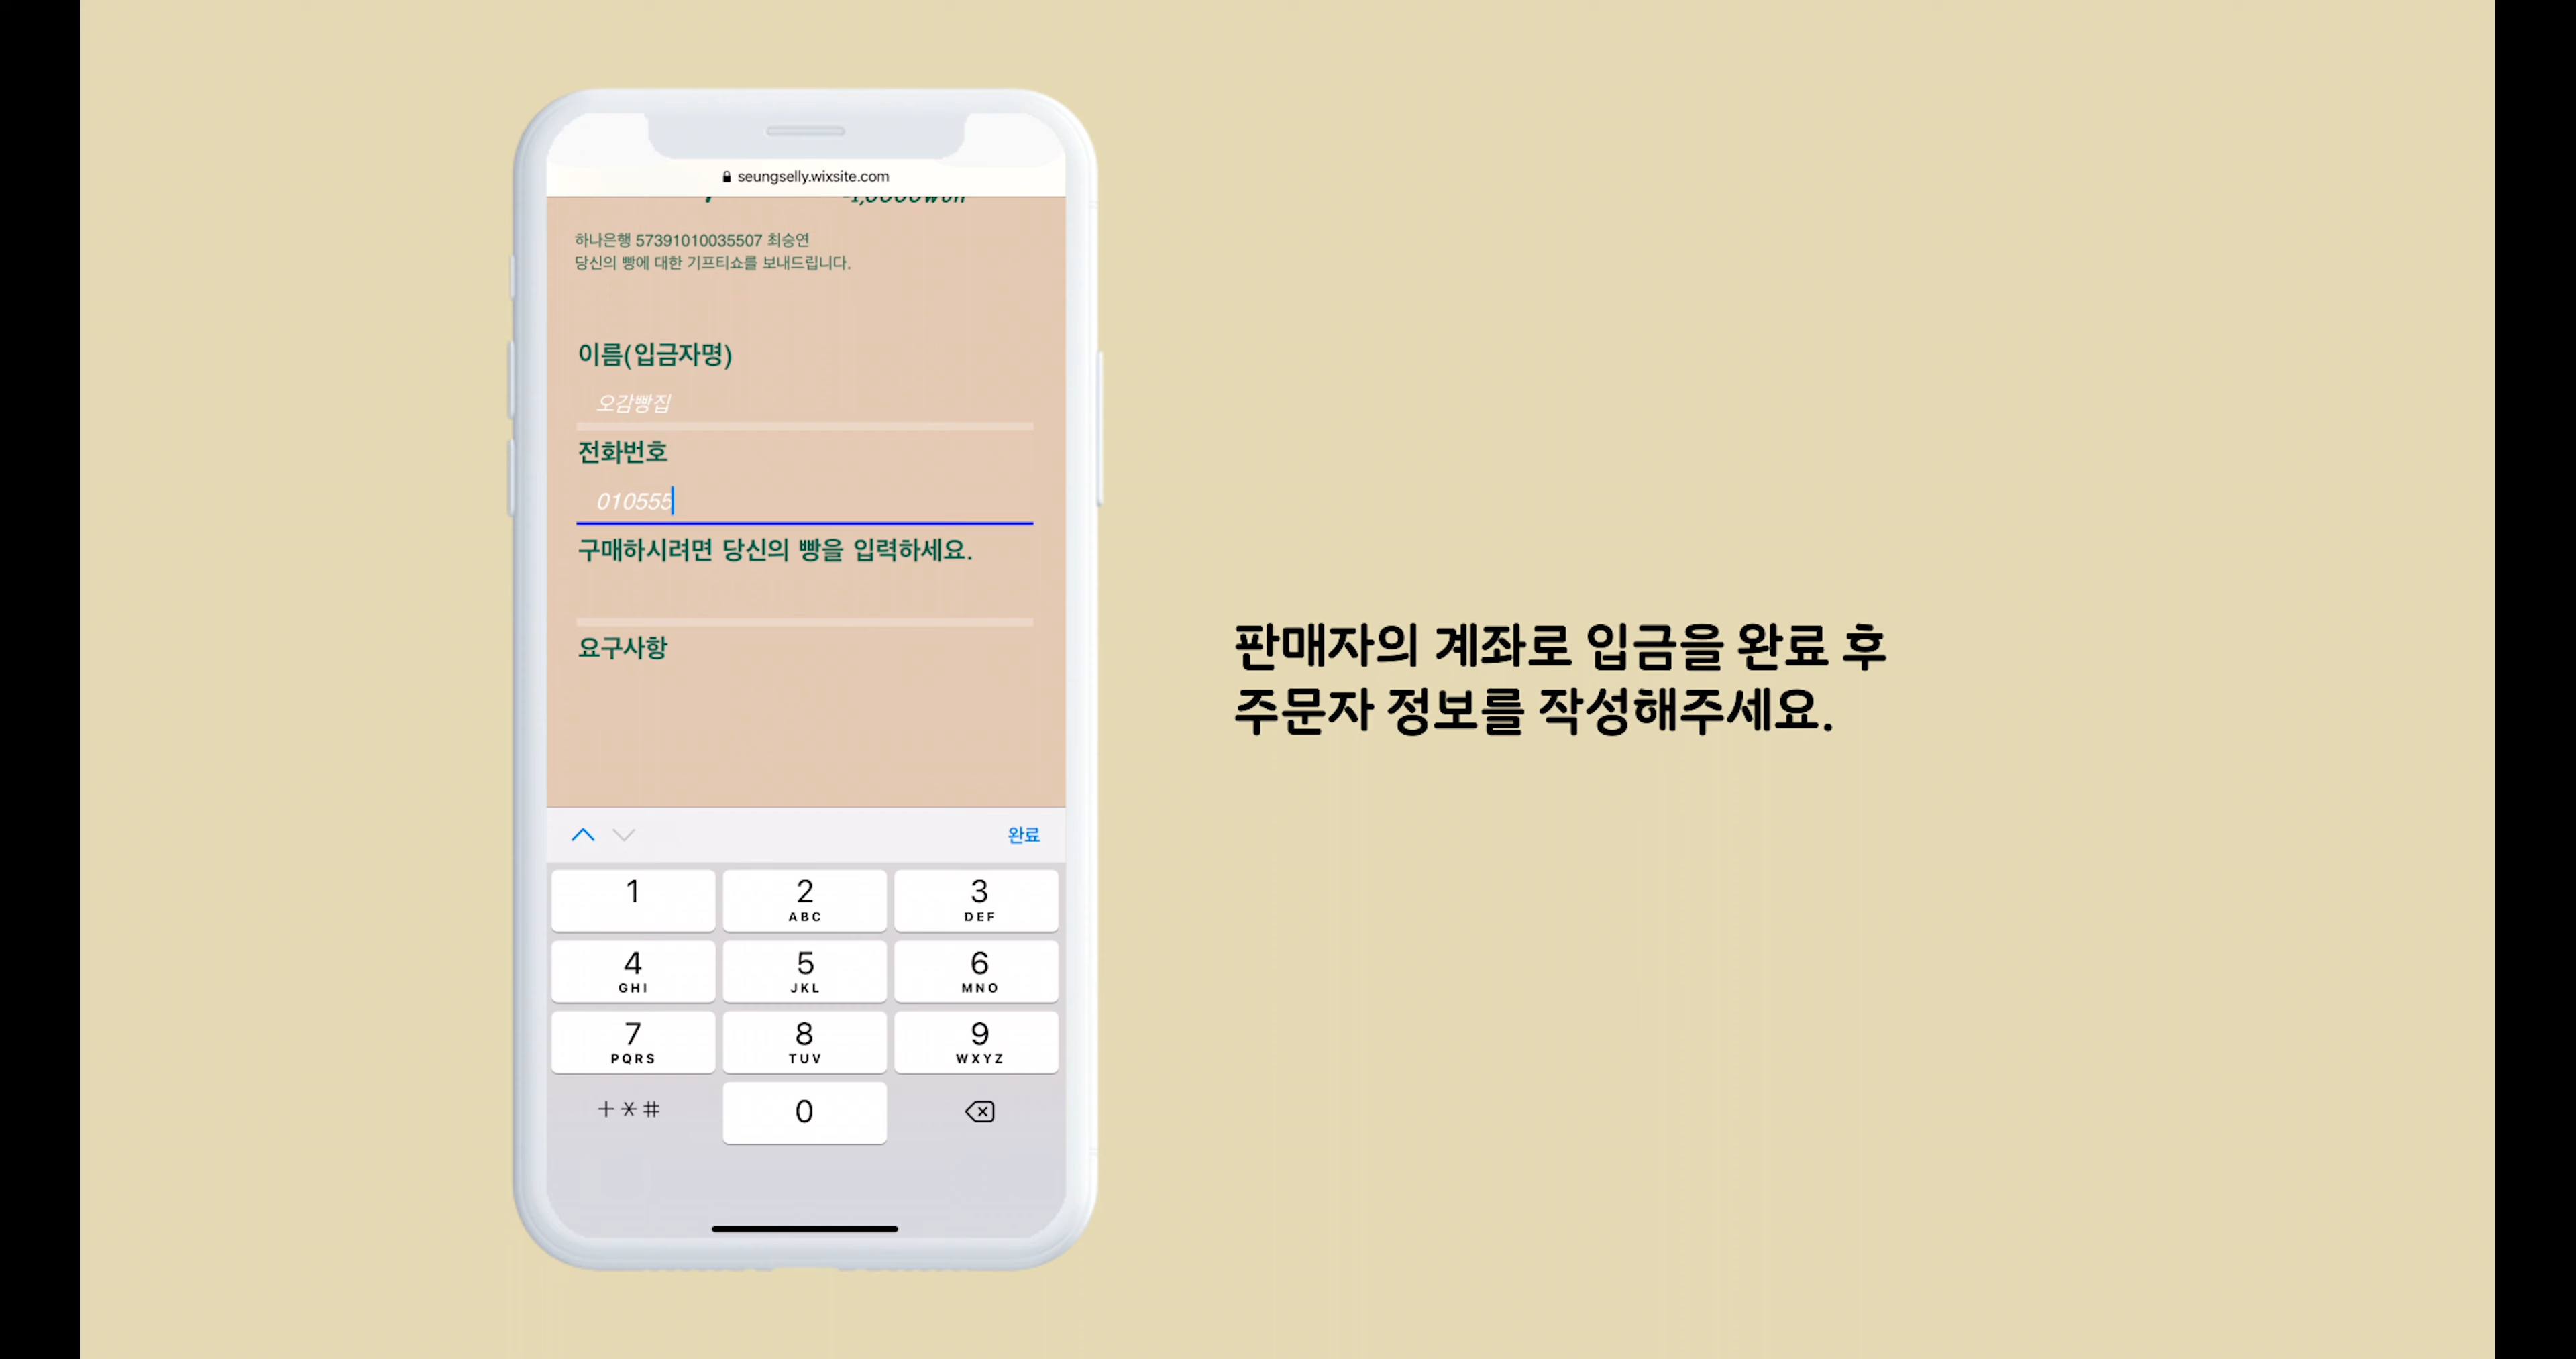 seungselly.wixsite.com
하나은행 57391010035507 최승연
당신의 빵에 대한 기프티쇼를 보내드립니다.
이름(입금자명)
오감빵집
전화번호
010555
구매하시려면 당신의 빵을 입력하세요.
요구사항
판매자의 계좌로 입금을 완료 후
주문자 정보를 작성해주세요.
완료
1
2
ABC
3
DEF
4
GHI
5
JKL
6
MNO
7
PQRS
8
TUV
9
WXYZ
+*#
0